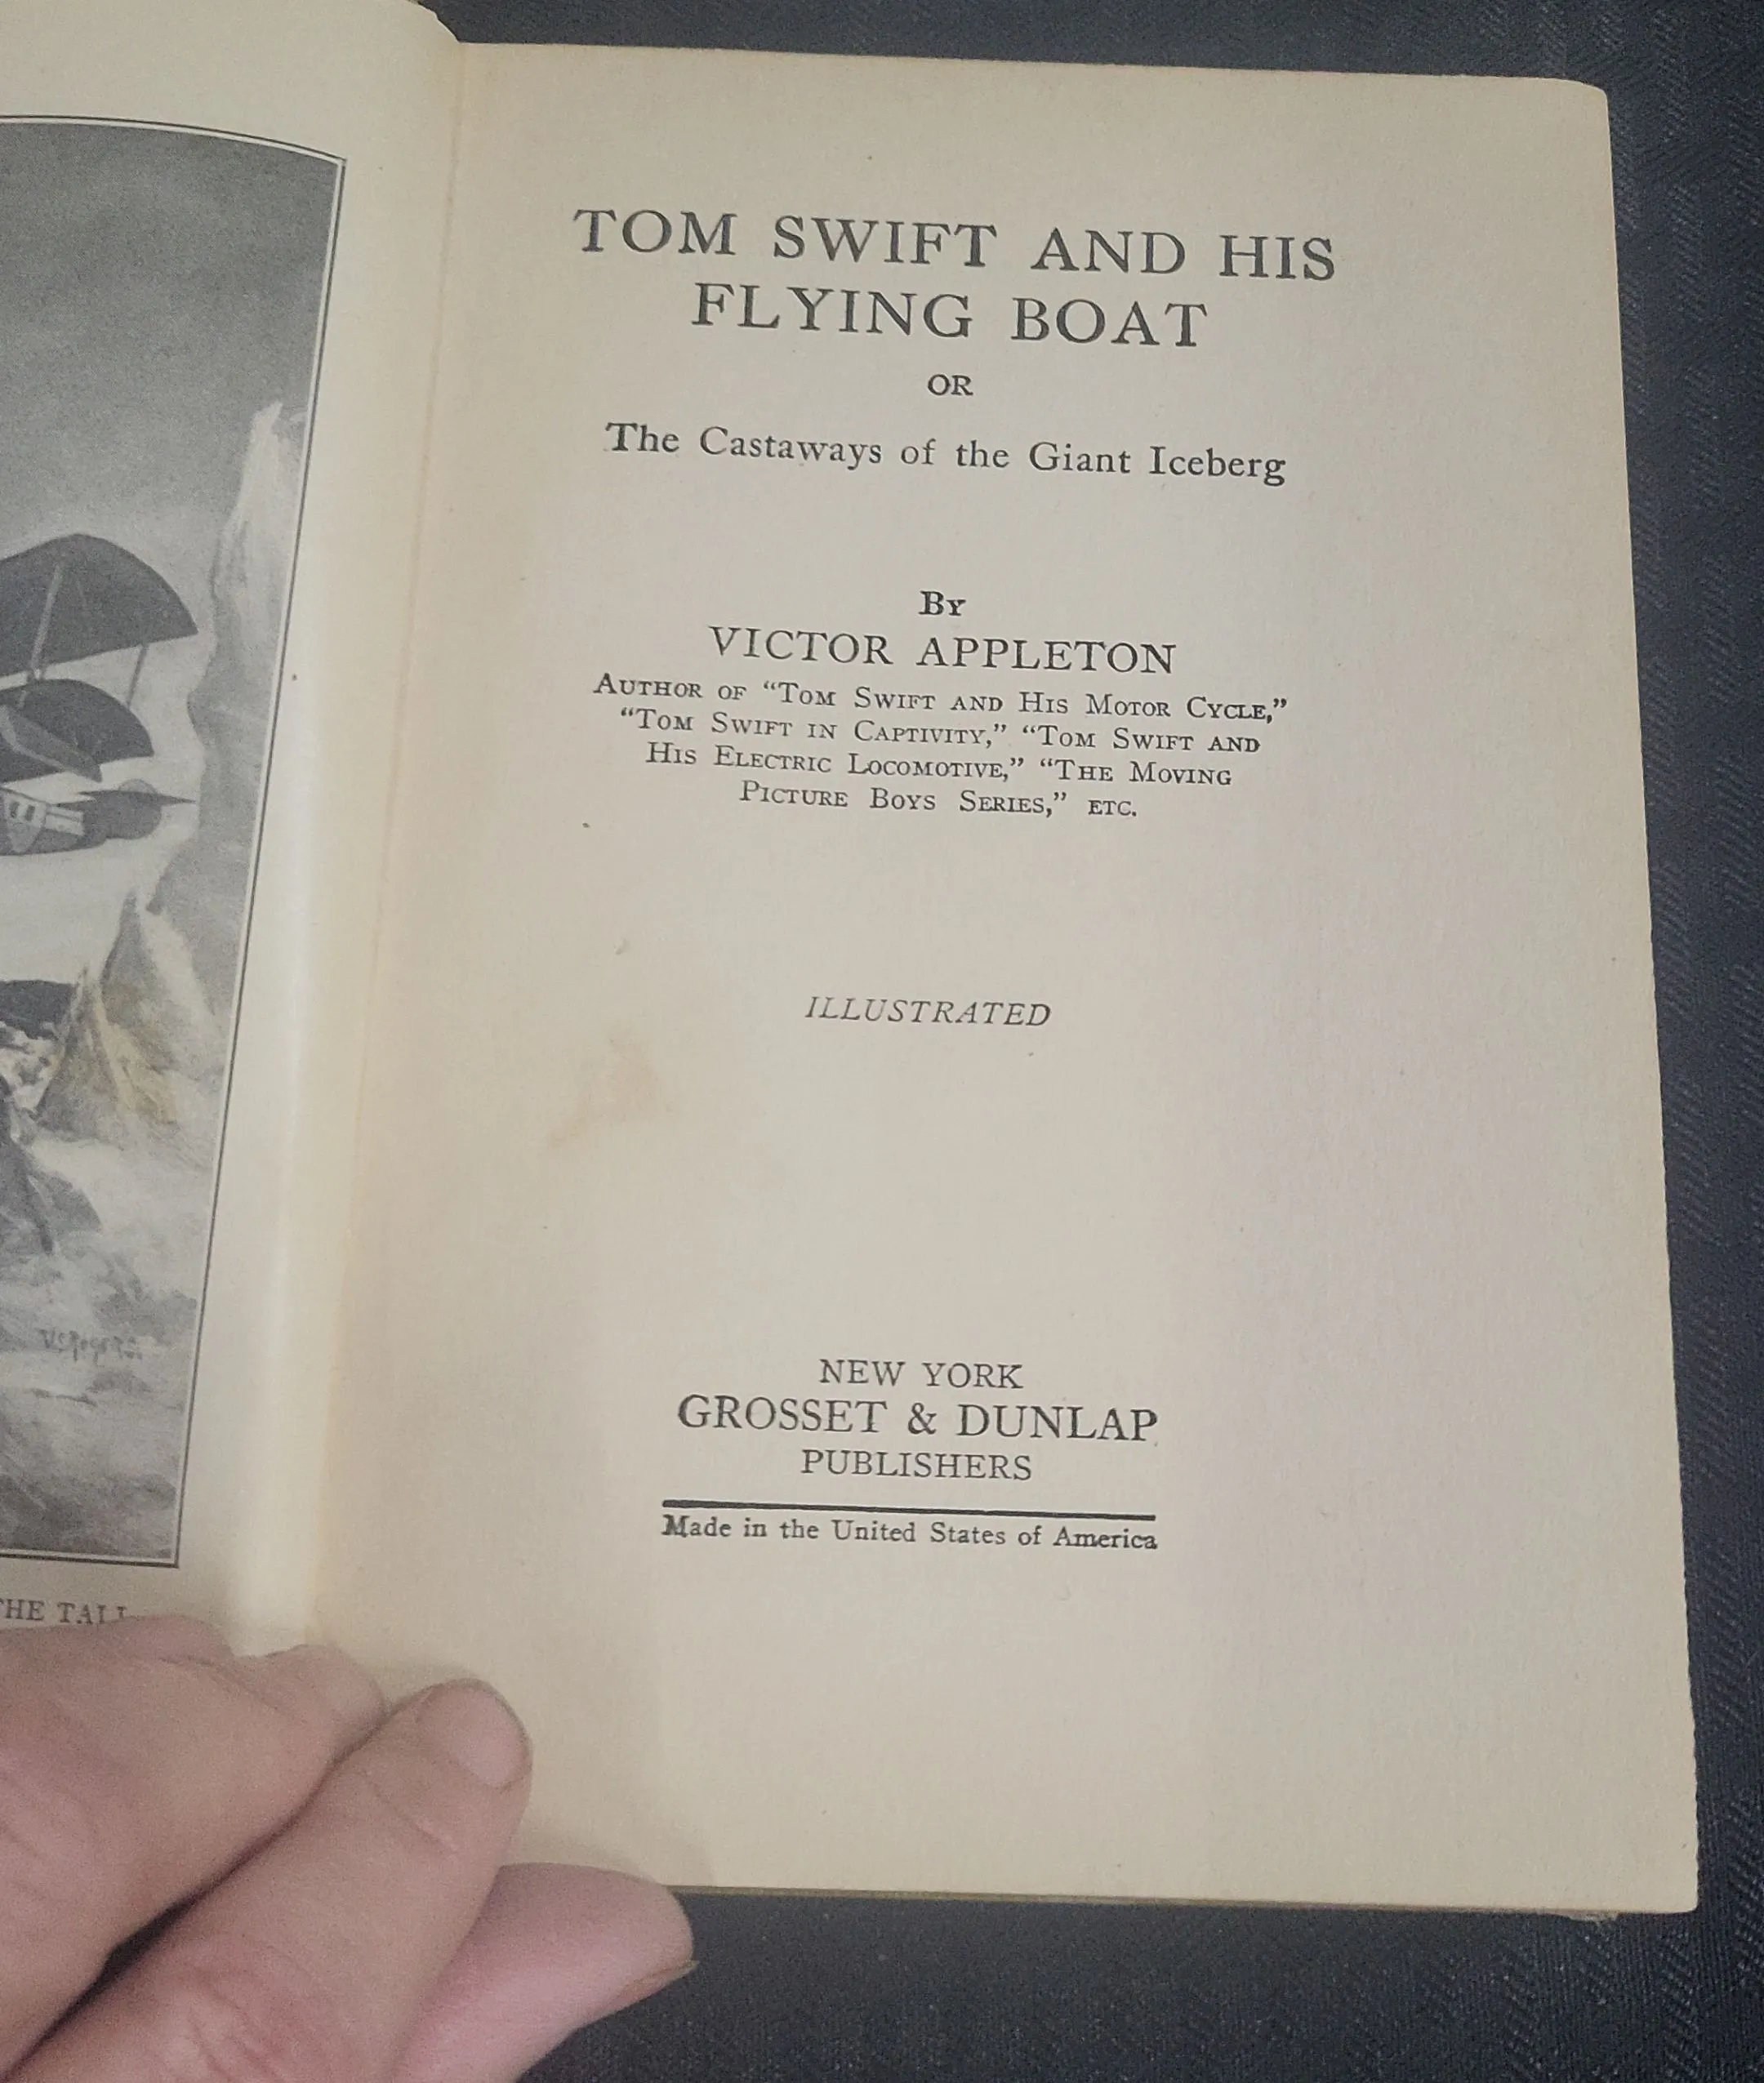 TOM SWIFT AND HIS
FLYING BOAT
OR
The Castaways of the Giant Iceberg
By
VICTOR APPLETON
AUTHOR OF “TOM SWIFT AND HIS MOTOR CYCLE,”
“TOM SWIFT IN CAPTIVITY,” “TOM SWIFT AND
HIS ELECTRIC LOCOMOTIVE,” “THE MOVING
PICTURE BOYS SERIES,” ETC.
ILLUSTRATED
NEW YORK
GROSSET & DUNLAP
PUBLISHERS
Made in the United States of America